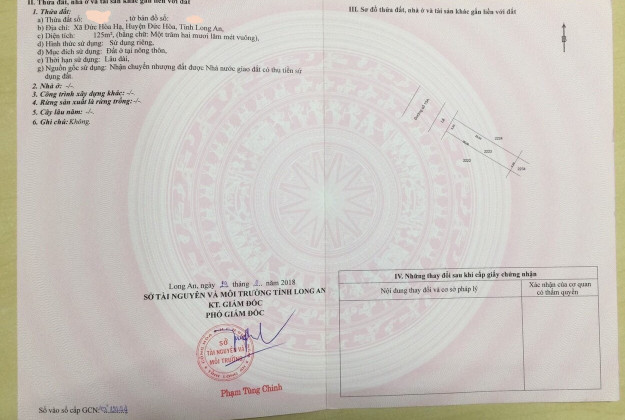 II. Thửa đất, nhà ở và tài sản khác gắn liền với đất
1. Thửa đất:
a) Thửa đất số: , tờ bản đồ số:
b) Địa chỉ: Xã Đức Hòa Hạ, Huyện Đức Hòa, Tỉnh Long An.
c) Diện tích: 125m², (bằng chữ: Một trăm hai mươi lăm mét vuông),
d) Hình thức sử dụng: Sử dụng riêng,
đ) Mục đích sử dụng: Đất ở tại nông thôn,
e) Thời hạn sử dụng: Lâu dài,
g) Nguồn gốc sử dụng: Nhận chuyển nhượng đất được Nhà nước giao đất có thu tiền sử
dụng đất.
2. Nhà ở: -/-.
3. Công trình xây dựng khác: -/-.
4. Rừng sản xuất là rừng trồng: -/-.
5. Cây lâu năm: -/-.
6. Ghi chú: Không.
Long An, ngày tháng năm 2018
SỞ TÀI NGUYÊN VÀ MÔI TRƯỜNG TỈNH LONG AN
KT. GIÁM ĐỐC
PHÓ GIÁM ĐỐC
SỞ
TÀI NGUYÊN VÀ
MÔI TRƯỜNG
Phạm Tùng Chinh
Số vào sổ cấp GCN:
III. Sơ đồ thửa đất, nhà ở và tài sản khác gắn liền với đất
IV. Những thay đổi sau khi cấp giấy chứng nhận
Nội dung thay đổi và cơ sở pháp lý
Xác nhận của cơ quan
có thẩm quyền